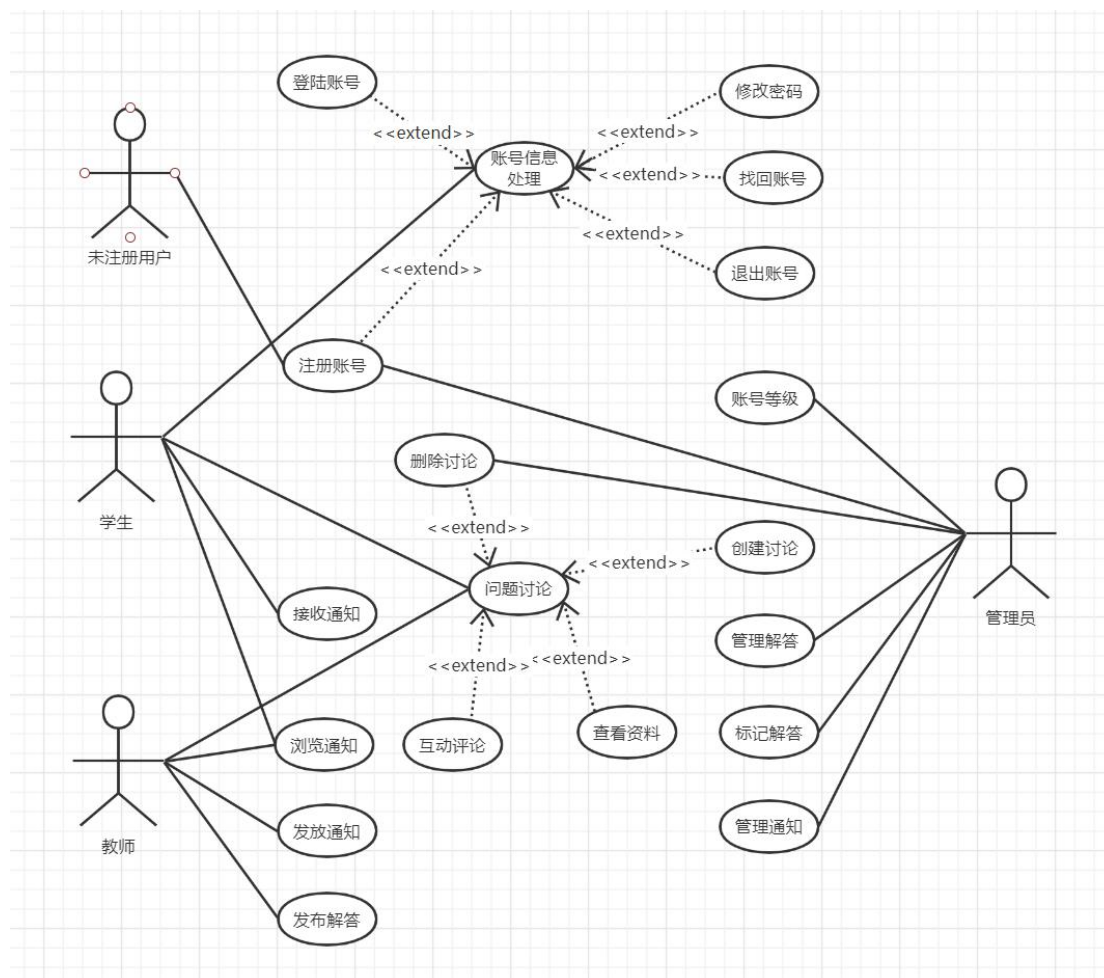 登陆账号
修改密码
<<extend>>
<<extend>>
账号信息
处理
<<extend>>
找回账号
未注册用户
<<extend>>
<<extend>>
退出账号
注册账号
账号等级
删除讨论
学生
<<extend>>
创建讨论
<<extend>>
问题讨论
接收通知
管理员
管理解答
<<extend>>
<<extend>>
浏览通知
互动评论
查看资料
标记解答
教师
发放通知
管理通知
发布解答